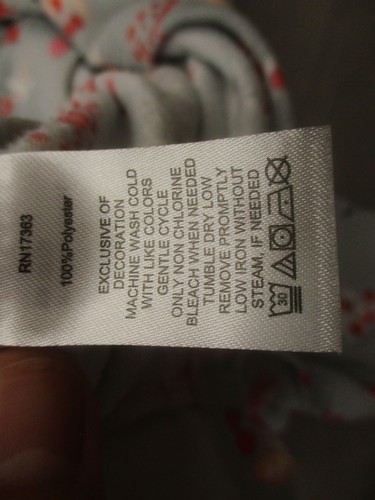 RN17363
100%Polyester
EXCLUSIVE OF
DECORATION
MACHINE WASH COLD
WITH LIKE COLORS
GENTLE CYCLE
ONLY NON CHLORINE
BLEACH WHEN NEEDED
TUMBLE DRY LOW
REMOVE PROMPTLY
LOW IRON WITHOUT
STEAM, IF NEEDED
30